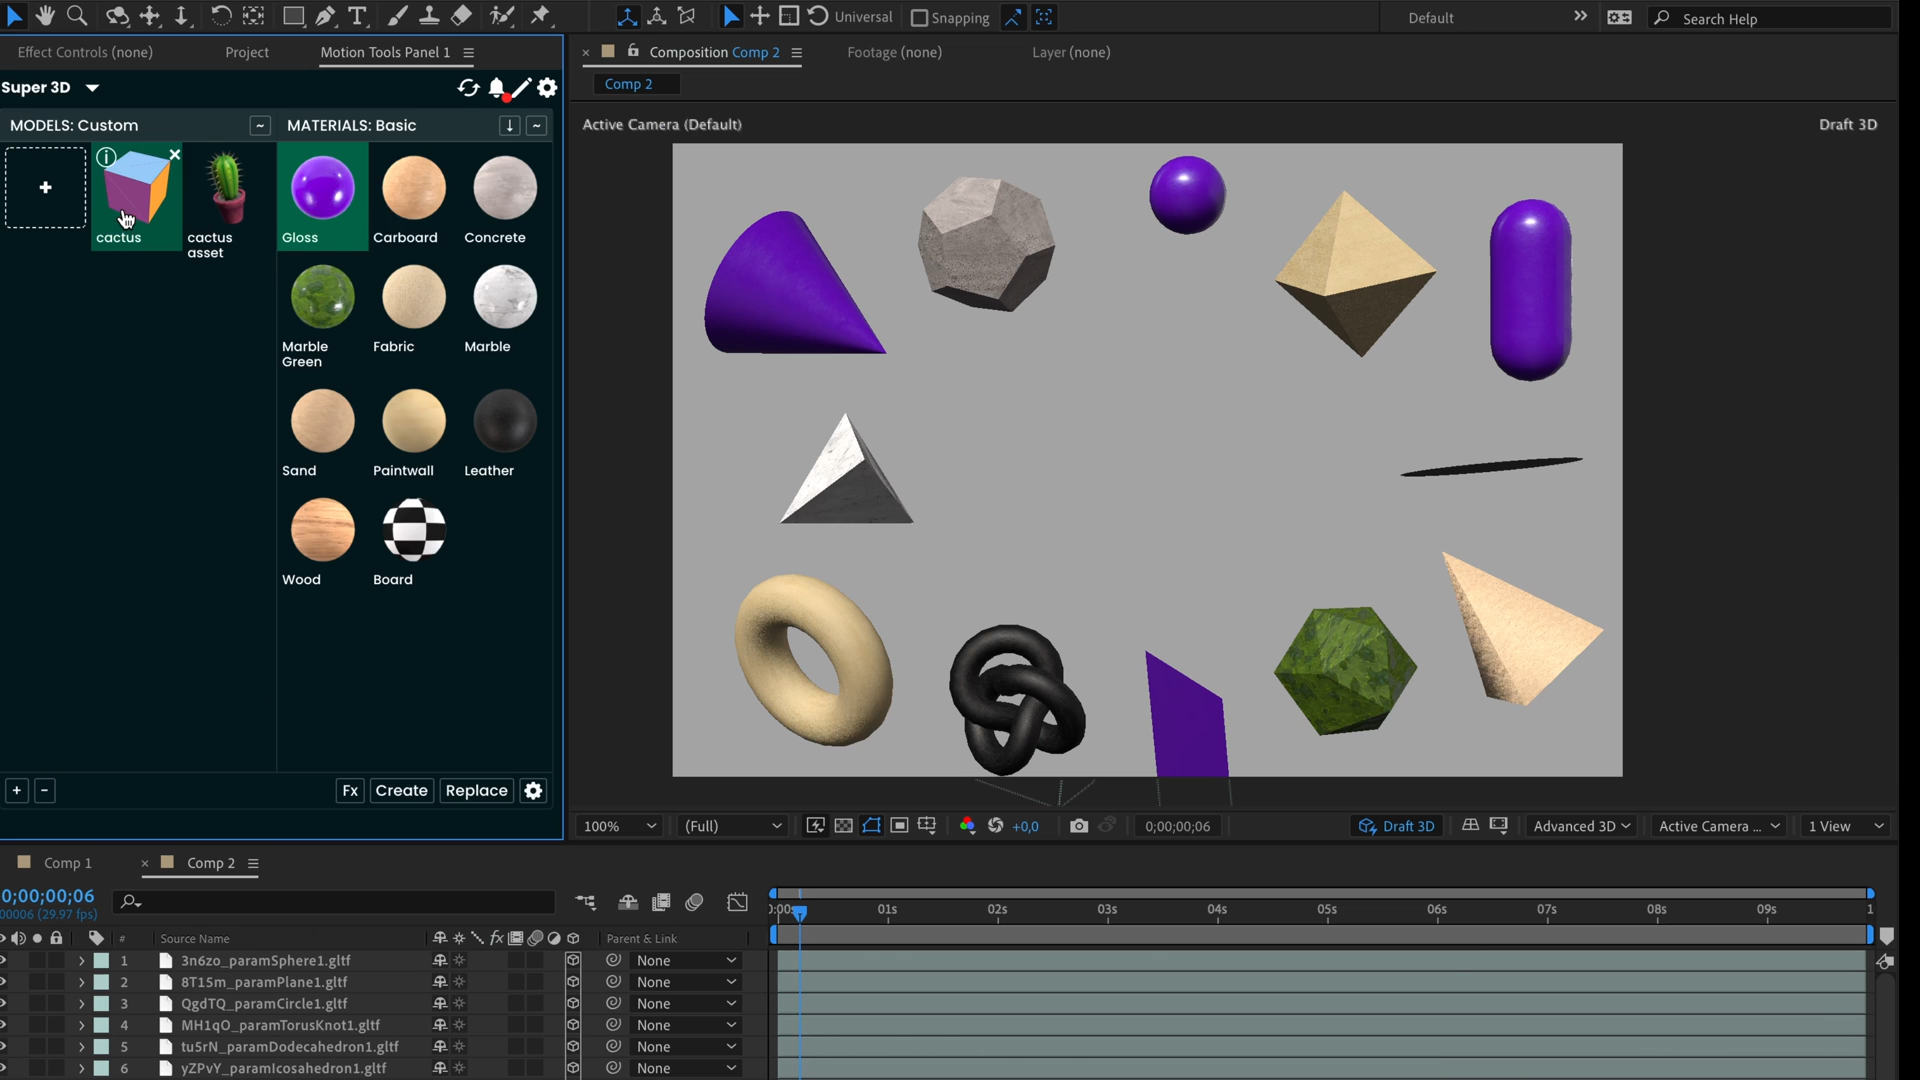 Universal
Snapping
Default
Search Help
Effect Controls (none)
Project
Motion Tools Panel 1
Composition Comp 2
Footage (none)
Layer (none)
Super 3D
Comp 2
MODELS: Custom
MATERIALS: Basic
Active Camera (Default)
Draft 3D
cactus
cactus asset
Gloss
Carboard
Concrete
Marble Green
Fabric
Marble
Sand
Paintwall
Leather
Wood
Board
Fx
Create
Replace
100%
(Full)
+0,0
0;00;00;06
Draft 3D
Advanced 3D
Active Camera ...
1 View
Comp 1
Comp 2
0;00;00;06
00006 (29.97 fps)
:00s
01s
02s
03s
04s
05s
06s
07s
08s
09s
1
#
Source Name
fx
Parent & Link
1 3n6zo_paramSphere1.gltf None
2 8T15m_paramPlane1.gltf None
3 QgdTQ_paramCircle1.gltf None
4 MH1qO_paramTorusKnot1.gltf None
5 tu5rN_paramDodecahedron1.gltf None
6 yZPvY_paramIcosahedron1.gltf None